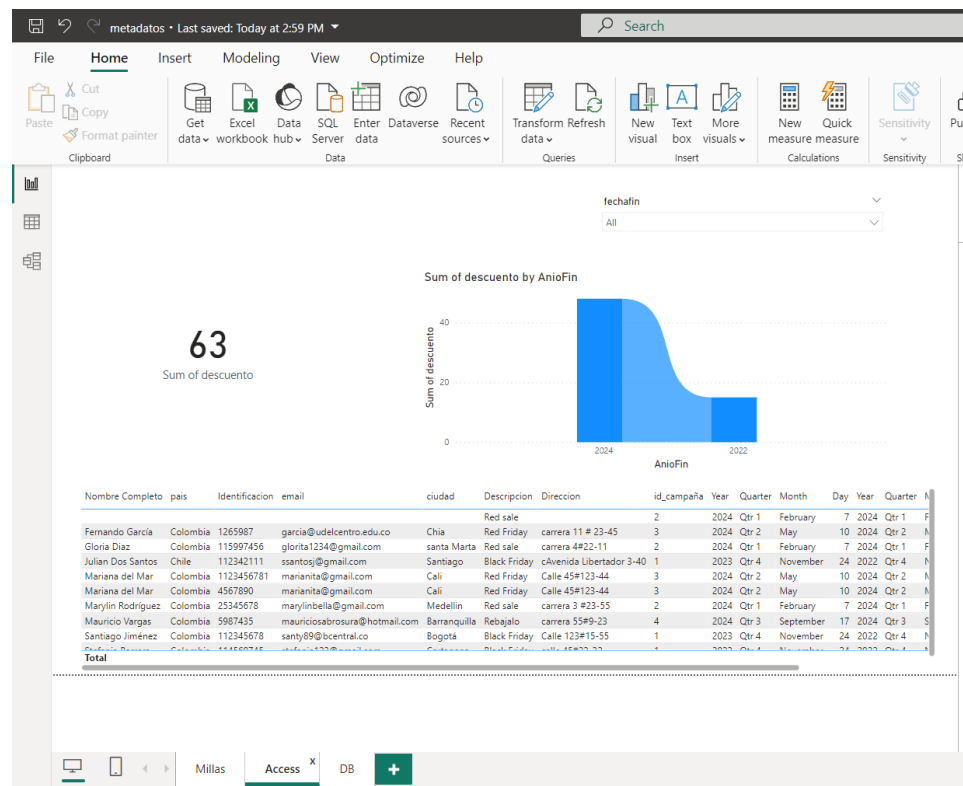 metadatos • Last saved: Today at 2:59 PM
Search
File Home Insert Modeling View Optimize Help
Paste
Cut
Copy
Format painter
Clipboard
Get data
Excel workbook
Data hub
SQL Server
Enter data
Dataverse
Recent sources
Data
Transform data
Refresh
Queries
New visual
Text box
More visuals
Insert
New measure
Quick measure
Calculations
Sensitivity
Sensitivity
fechafin
All
63
Sum of descuento
Sum of descuento by AnioFin
Sum of descuento
40
20
0
2024 2022
AnioFin
Nombre Completo pais Identificacion email ciudad Descripcion Direccion id_campaña Year Quarter Month Day Year Quarter
Red sale 2 2024 Qtr 1 February 7 2024 Qtr 1
Fernando García Colombia 1265987 garcia@udelcentro.edu.co Chia Red Friday carrera 11 # 23-45 3 2024 Qtr 2 May 10 2024 Qtr 2
Gloria Diaz Colombia 115997456 glorita1234@gmail.com santa Marta Red sale carrera 4#22-11 2 2024 Qtr 1 February 7 2024 Qtr 1
Julian Dos Santos Chile 112342111 ssantosj@gmail.com Santiago Black Friday cAvenida Libertador 3-40 1 2023 Qtr 4 November 24 2022 Qtr 4
Mariana del Mar Colombia 1123456781 marianita@gmail.com Cali Red Friday Calle 45#123-44 3 2024 Qtr 2 May 10 2024 Qtr 2
Mariana del Mar Colombia 4567890 marianita@gmail.com Cali Red Friday Calle 45#123-44 3 2024 Qtr 2 May 10 2024 Qtr 2
Marylin Rodríguez Colombia 25345678 marylinbella@gmail.com Medellin Red sale carrera 3 #23-55 2 2024 Qtr 1 February 7 2024 Qtr 1
Mauricio Vargas Colombia 5987435 mauriciosabrosura@hotmail.com Barranquilla Rebajalo carrera 55#9-23 4 2024 Qtr 3 September 17 2024 Qtr 3
Santiago Jiménez Colombia 112345678 santy89@bcentral.co Bogotá Black Friday Calle 123#15-55 1 2023 Qtr 4 November 24 2022 Qtr 4
Total
Millas Access x DB +